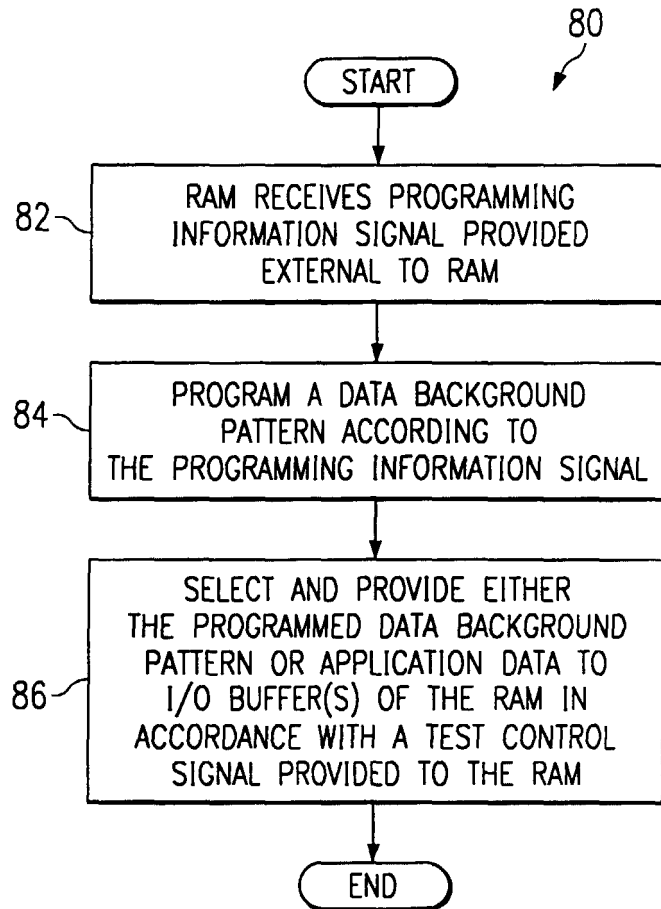 80
START
82
RAM RECEIVES PROGRAMMING
INFORMATION SIGNAL PROVIDED
EXTERNAL TO RAM
84
PROGRAM A DATA BACKGROUND
PATTERN ACCORDING TO
THE PROGRAMMING INFORMATION SIGNAL
86
SELECT AND PROVIDE EITHER
THE PROGRAMMED DATA BACKGROUND
PATTERN OR APPLICATION DATA TO
I/O BUFFER(S) OF THE RAM IN
ACCORDANCE WITH A TEST CONTROL
SIGNAL PROVIDED TO THE RAM
END